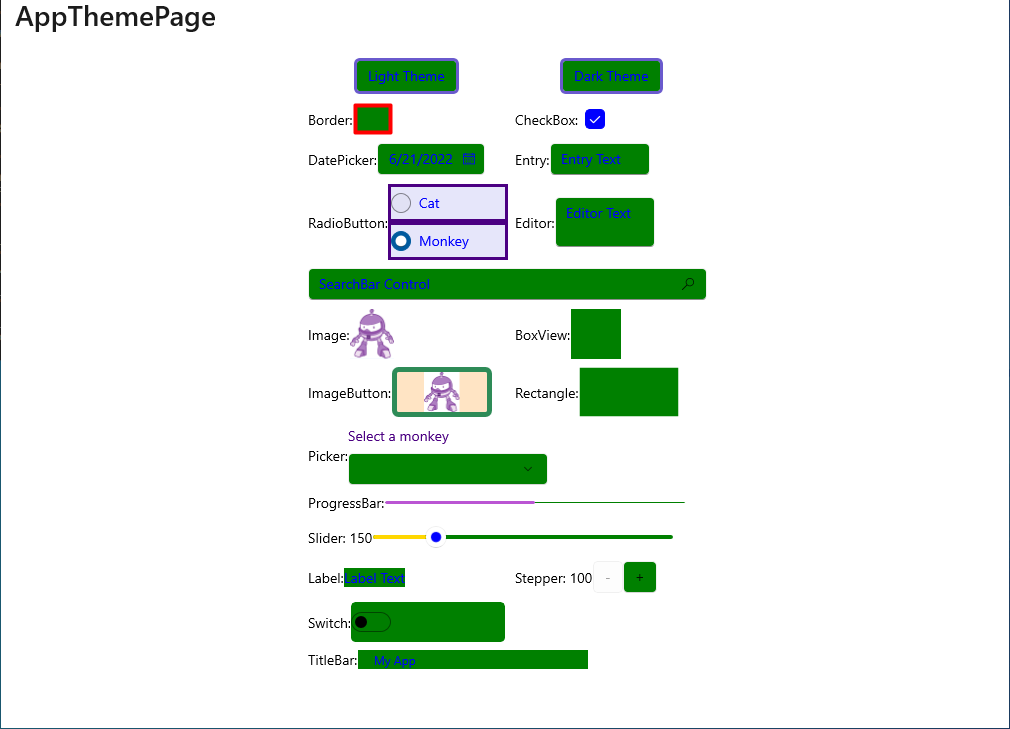 AppThemePage
Light Theme Dark Theme
Border: CheckBox:
DatePicker: 6/21/2022 Entry: Entry Text
Cat
RadioButton: Editor: Editor Text
Monkey
SearchBar Control
Image: BoxView:
ImageButton: Rectangle:
Select a monkey
Picker:
ProgressBar:
Slider: 150
Label: Label Text Stepper: 100 - +
Switch:
TitleBar: My App